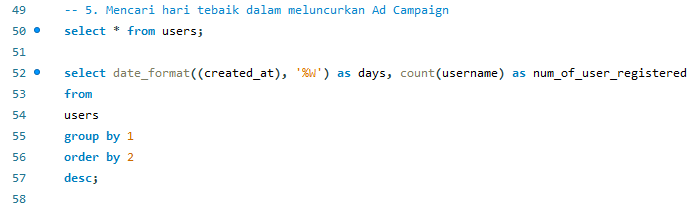 49 -- 5. Mencari hari tebaik dalam meluncurkan Ad Campaign
50 select * from users;
51
52 select date_format((created_at), '%W') as days, count(username) as num_of_user_registered
53 from
54 users
55 group by 1
56 order by 2
57 desc;
58